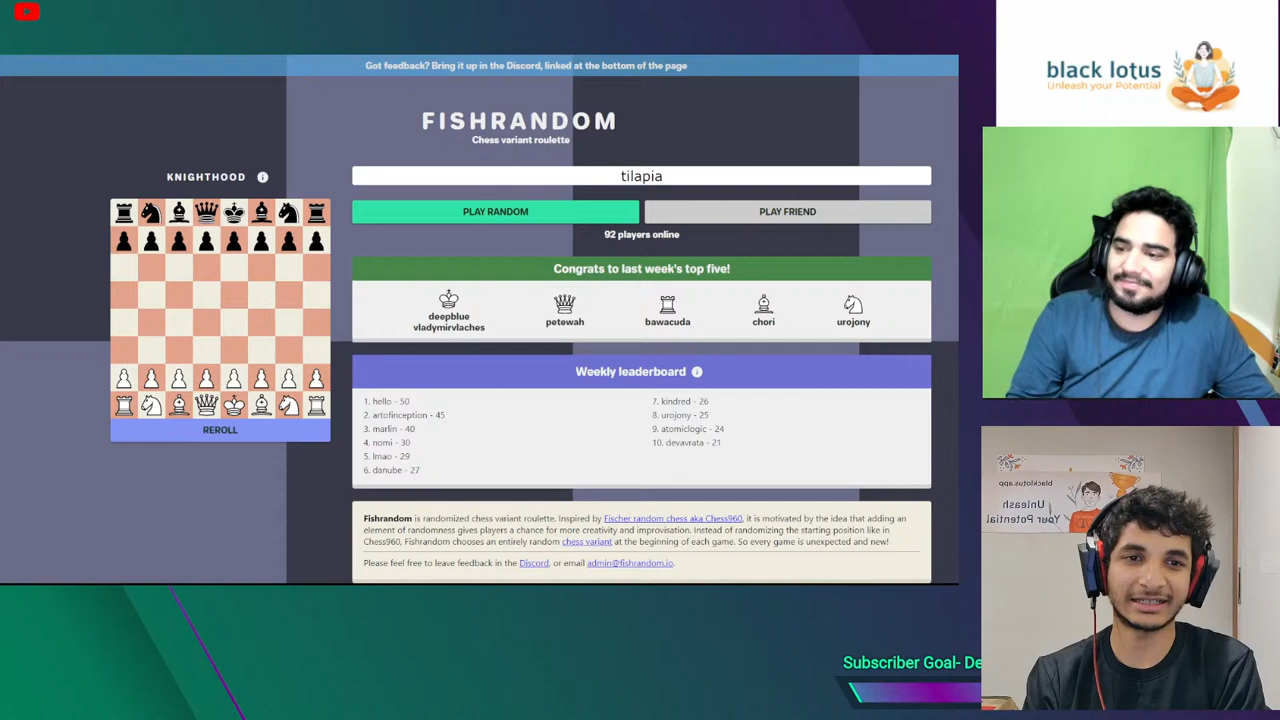 Got feedback? Bring it up in the Discord, linked at the bottom of the page
FISHRANDOM
Chess variant roulette
KNIGHTHOOD
tilapia
PLAY RANDOM
PLAY FRIEND
92 players online
Congrats to last week's top five!
deepblue
vladymirvlaches
petewah
bawacuda
chori
urojony
REROLL
Weekly leaderboard
1. hello - 50
2. artofinception - 45
3. marlin - 40
4. nomi - 30
5. lmao - 29
6. danube - 27
7. kindred - 26
8. urojony - 25
9. atomiclogic - 24
10. devavrata - 21
Fishrandom is randomized chess variant roulette. Inspired by Fischer random chess aka Chess960, it is motivated by the idea that adding an
element of randomness gives players a chance for more creativity and improvisation. Instead of randomizing the starting position like in
Chess960, Fishrandom chooses an entirely random chess variant at the beginning of each game. So every game is unexpected and new!
Please feel free to leave feedback in the Discord, or email admin@fishrandom.io.
black lotus
Unleash your Potential
blacklotus.app
Unleash
Your Potential
Subscriber Goal- De